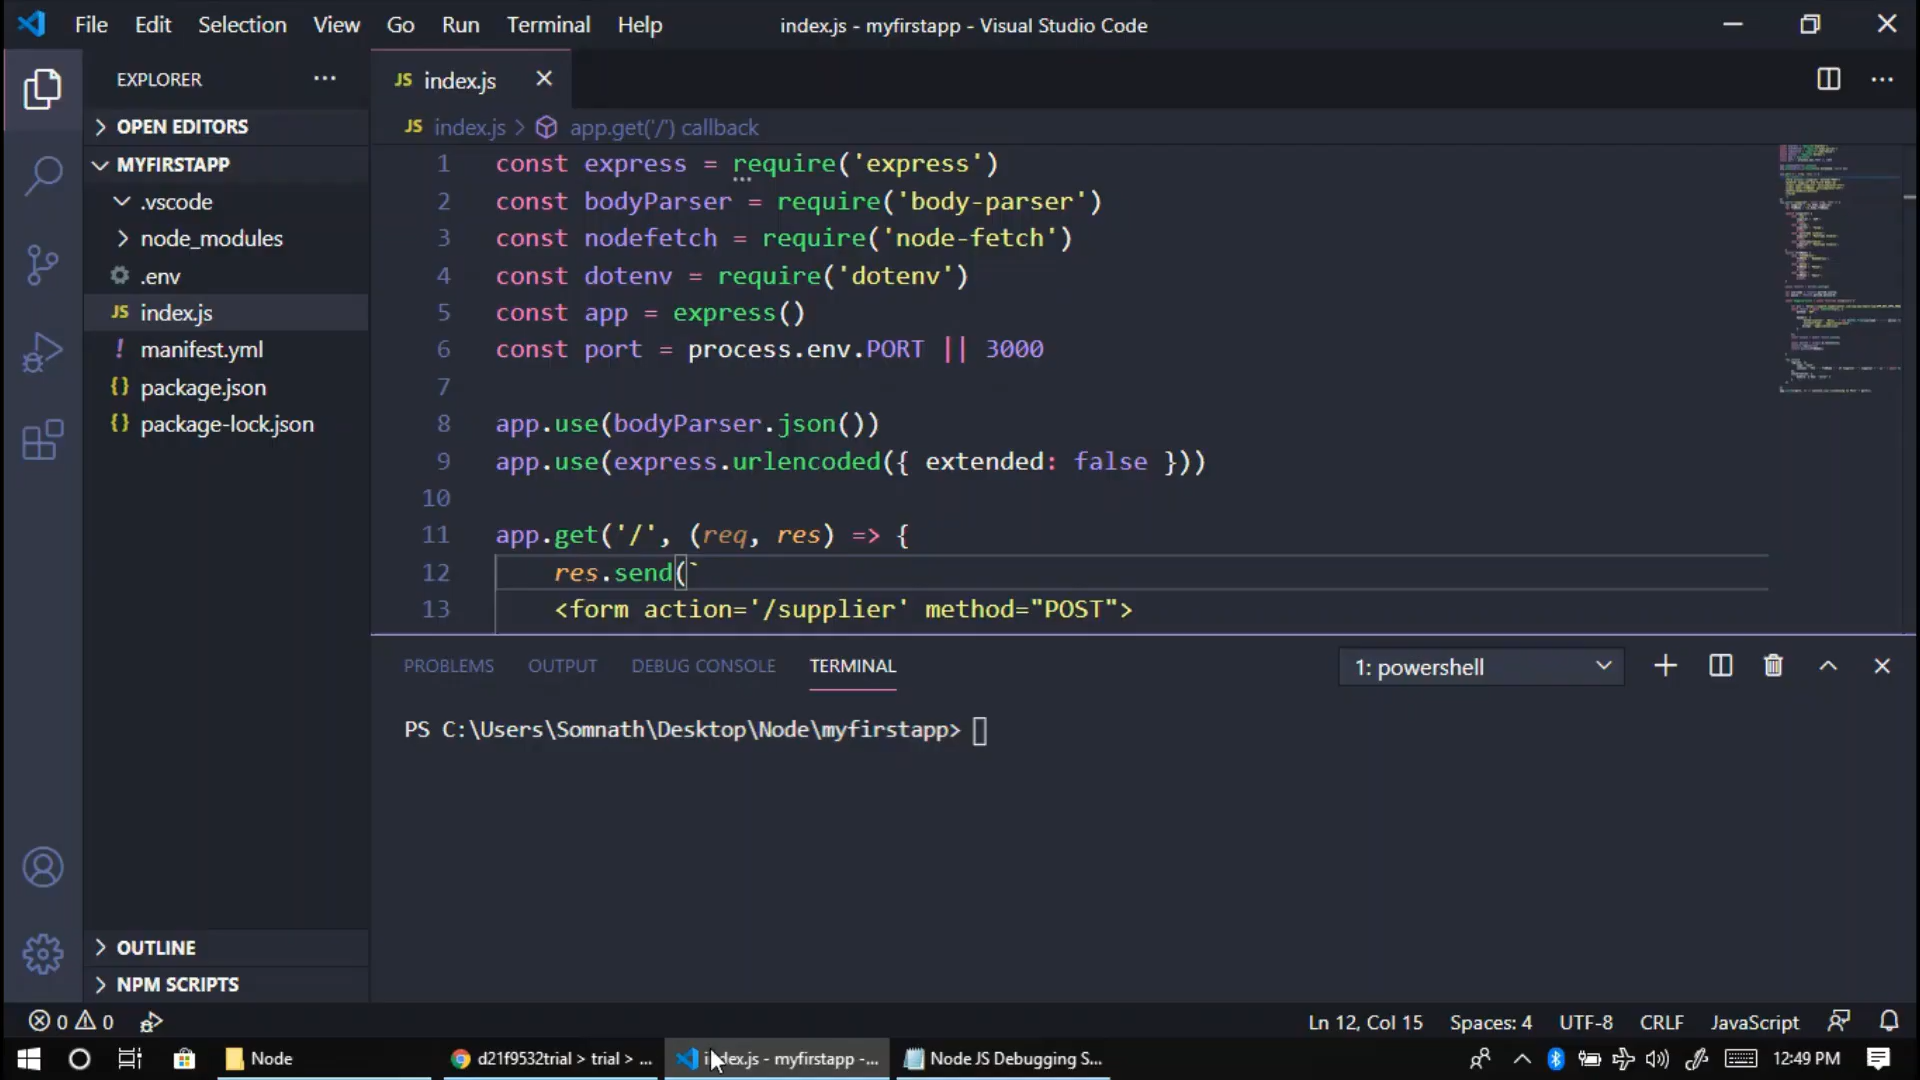 File Edit Selection View Go Run Terminal Help
index.js - myfirstapp - Visual Studio Code
EXPLORER ...
OPEN EDITORS
MYFIRSTAPP
.vscode
node_modules
.env
JS index.js
! manifest.yml
{} package.json
{} package-lock.json
OUTLINE
NPM SCRIPTS
JS index.js
JS index.js > app.get('/') callback
1 const express = require('express')
2 const bodyParser = require('body-parser')
3 const nodefetch = require('node-fetch')
4 const dotenv = require('dotenv')
5 const app = express()
6 const port = process.env.PORT || 3000
7
8 app.use(bodyParser.json())
9 app.use(express.urlencoded({ extended: false }))
10
11 app.get('/', (req, res) => {
12 res.send(`
13 <form action='/supplier' method="POST">
PROBLEMS OUTPUT DEBUG CONSOLE TERMINAL
1: powershell
PS C:\Users\Somnath\Desktop\Node\myfirstapp>
0 0
Ln 12, Col 15 Spaces: 4 UTF-8 CRLF JavaScript
Node
d21f9532trial > trial > ...
index.js - myfirstapp -...
Node JS Debugging S...
12:49 PM